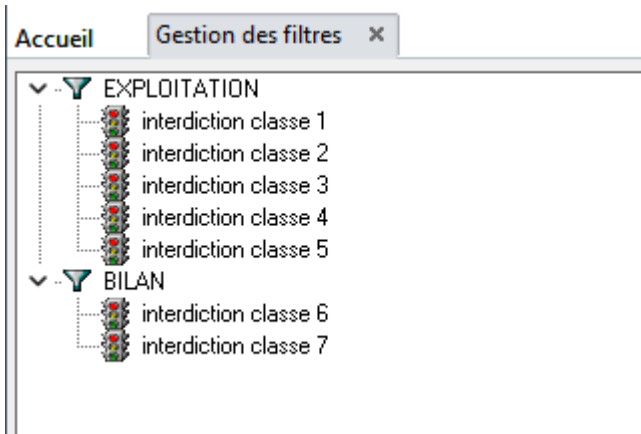 Accueil Gestion des filtres ×
EXPLOITATION
interdiction classe 1
interdiction classe 2
interdiction classe 3
interdiction classe 4
interdiction classe 5
BILAN
interdiction classe 6
interdiction classe 7